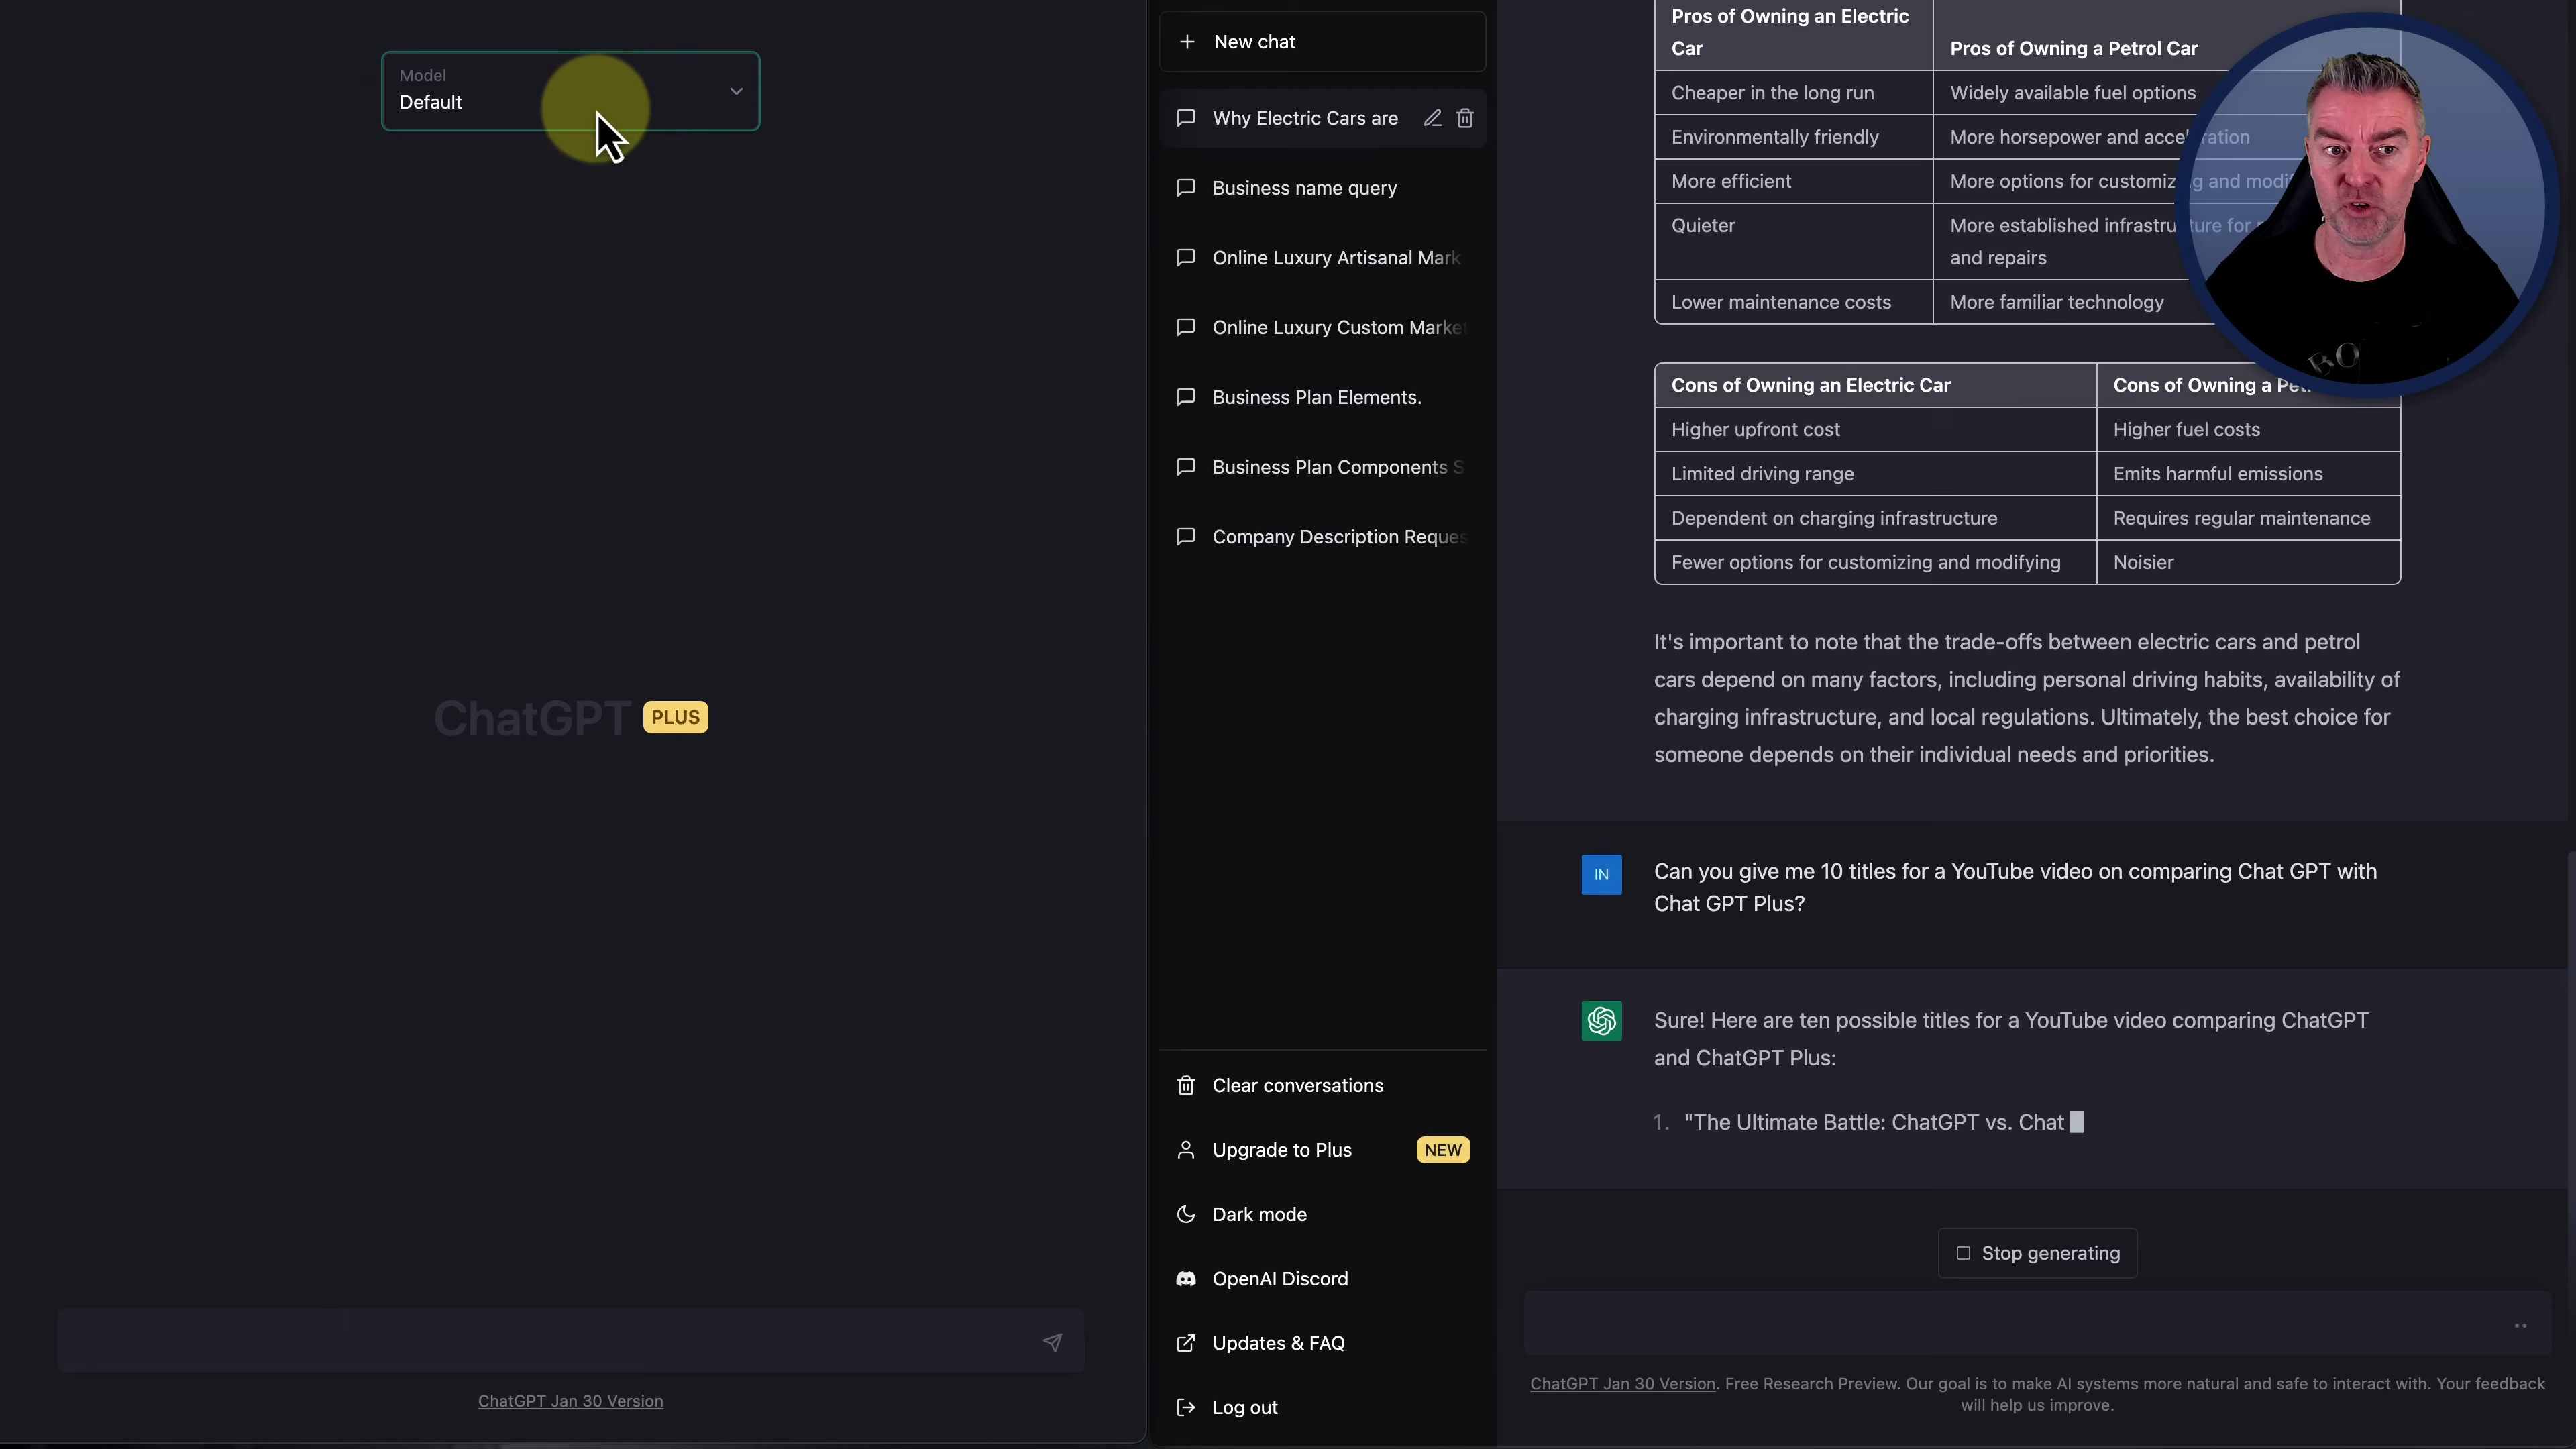 Model
Default
ChatGPT PLUS
ChatGPT Jan 30 Version
New chat
Why Electric Cars are
Business name query
Online Luxury Artisanal Mark
Online Luxury Custom Market
Business Plan Elements.
Business Plan Components S
Company Description Reques
Clear conversations
Upgrade to Plus NEW
Dark mode
OpenAI Discord
Updates & FAQ
Log out
Pros of Owning an Electric
Car
Pros of Owning a Petrol Car
Cheaper in the long run
Widely available fuel options
Environmentally friendly
More horsepower and acceleration
More efficient
More options for customizing and
Quieter
More established infrastructure for
and repairs
Lower maintenance costs
More familiar technology
BO
Cons of Owning an Electric Car
Cons of Owning a
Higher upfront cost
Higher fuel costs
Limited driving range
Emits harmful emissions
Dependent on charging infrastructure
Requires regular maintenance
Fewer options for customizing and modifying
Noisier
It's important to note that the trade-offs between electric cars and petrol
cars depend on many factors, including personal driving habits, availability of
charging infrastructure, and local regulations. Ultimately, the best choice for
someone depends on their individual needs and priorities.
IN
Can you give me 10 titles for a YouTube video on comparing Chat GPT with
Chat GPT Plus?
Sure! Here are ten possible titles for a YouTube video comparing ChatGPT
and ChatGPT Plus:
1. "The Ultimate Battle: ChatGPT vs. Chat
Stop generating
ChatGPT Jan 30 Version. Free Research Preview. Our goal is to make AI systems more natural and safe to interact with. Your feedback
will help us improve.